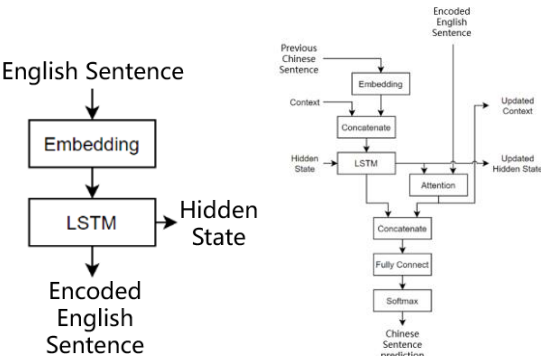 English Sentence
Embedding
LSTM
Hidden
State
Encoded
English
Sentence
Encoded
English
Sentence
Previous
Chinese
Sentence
Embedding
Context
Updated
Context
Concatenate
Hidden
State
LSTM
Updated
Hidden State
Attention
Concatenate
Fully Connect
Softmax
Chinese
Sentence
prediction